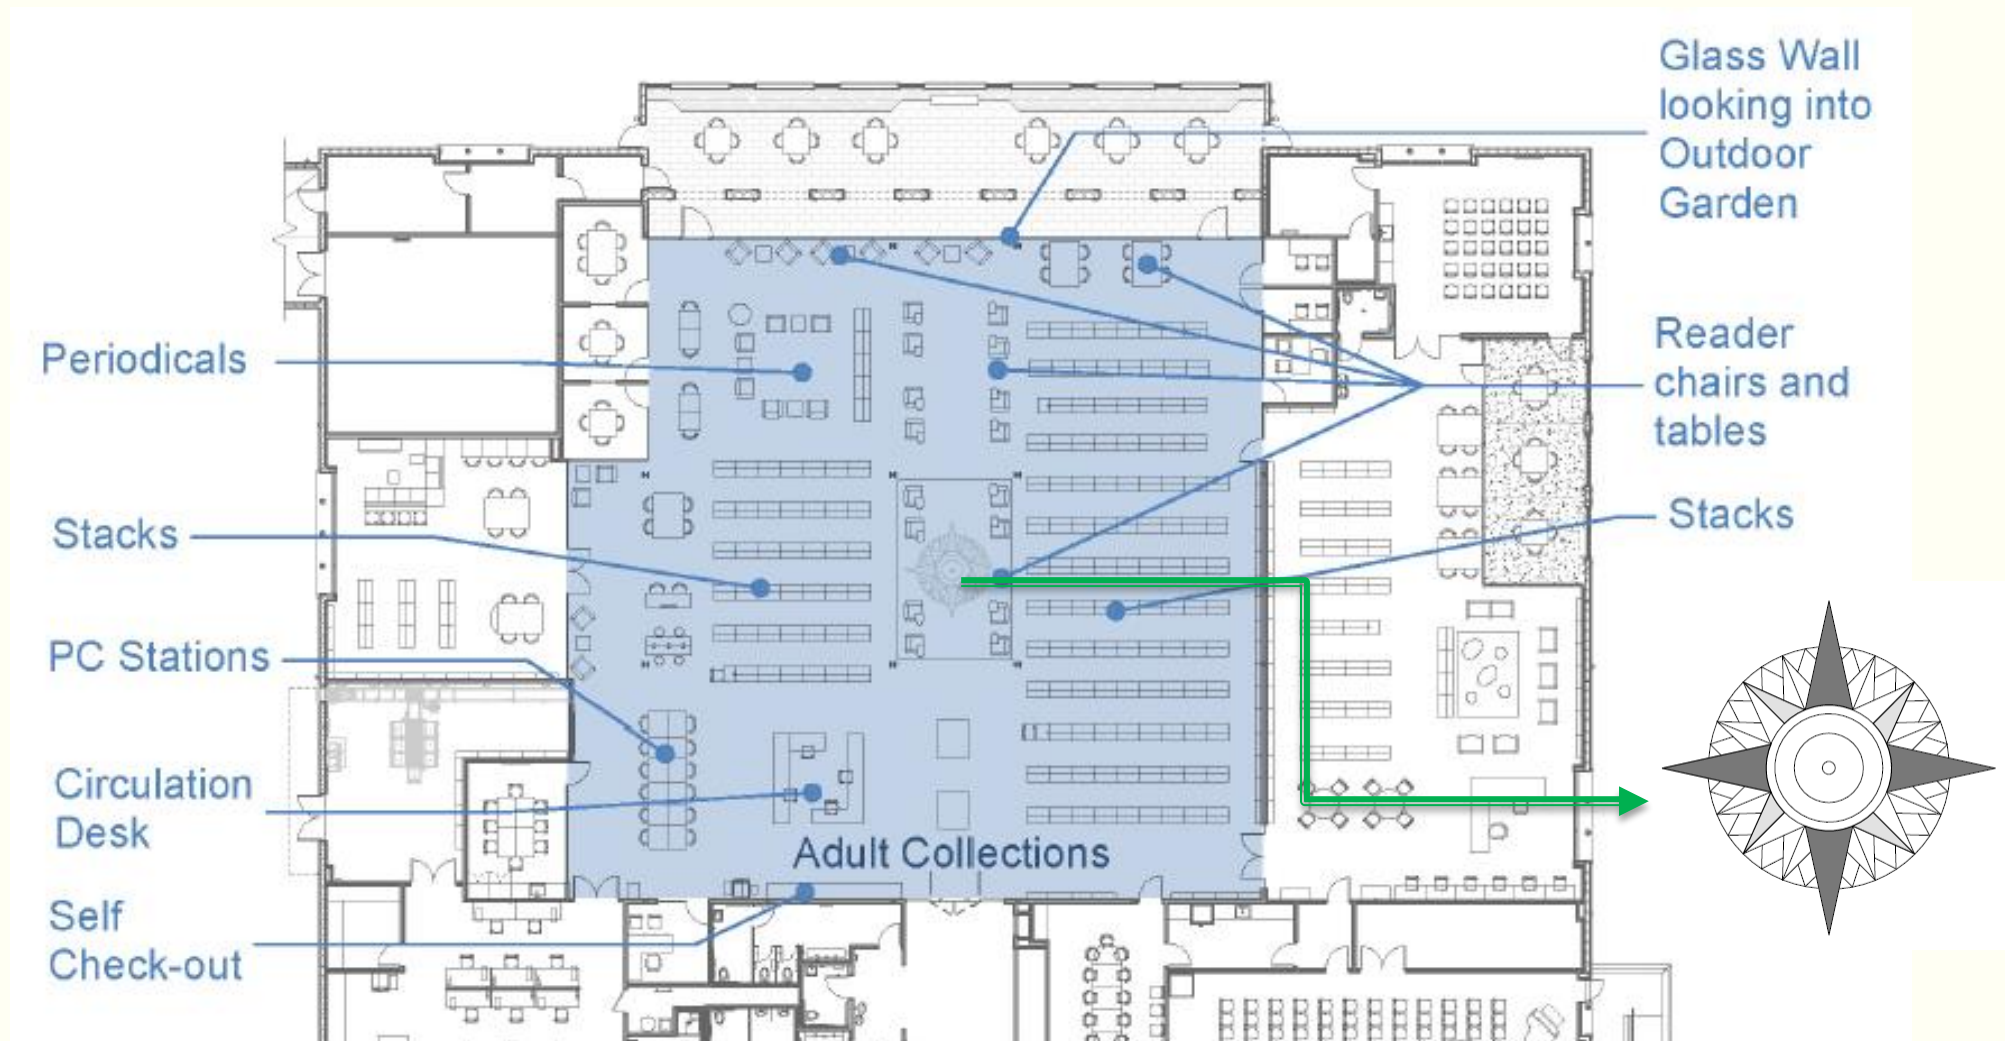 Glass Wall
looking into
Outdoor
Garden
Periodicals
Reader
chairs and
tables
Stacks
Stacks
PC Stations
Circulation
Desk
Adult Collections
Self
Check-out